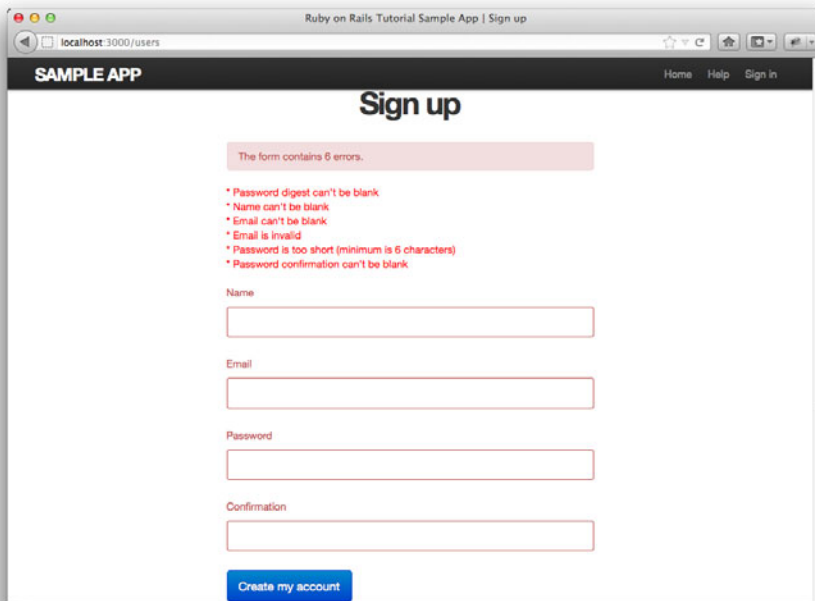 Ruby on Rails Tutorial Sample App | Sign up
localhost:3000/users
SAMPLE APP
Home Help Sign in
Sign up
The form contains 6 errors.
* Password digest can't be blank
* Name can't be blank
* Email can't be blank
* Email is invalid
* Password is too short (minimum is 6 characters)
* Password confirmation can't be blank
Name
Email
Password
Confirmation
Create my account